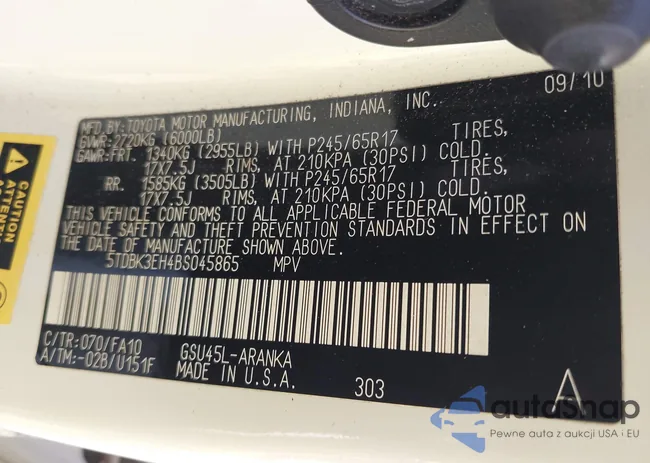 09/10
MFD.BY:TOYOTA MOTOR MANUFACTURING, INDIANA, INC.
GVWR:2720KG (6000LB)
GAWR:FRT. 1340KG (2955LB) WITH P245/65R17 TIRES,
17X7.5J RIMS, AT 210KPA (30PSI) COLD.
RR. 1585KG (3505LB) WITH P245/65R17 TIRES,
17X7.5J RIMS, AT 210KPA (30PSI) COLD.
THIS VEHICLE CONFORMS TO ALL APPLICABLE FEDERAL MOTOR
VEHICLE SAFETY AND THEFT PREVENTION STANDARDS IN EFFECT ON
THE DATE OF MANUFACTURE SHOWN ABOVE.
5TDBK3EH4BS045865 MPV
C/TR:070/FA10 GSU45L-ARANKA
A/TM:-02B/U151F MADE IN U.S.A. 303 A
CAUTION
autoSnap
Pewne auta z aukcji USA i EU